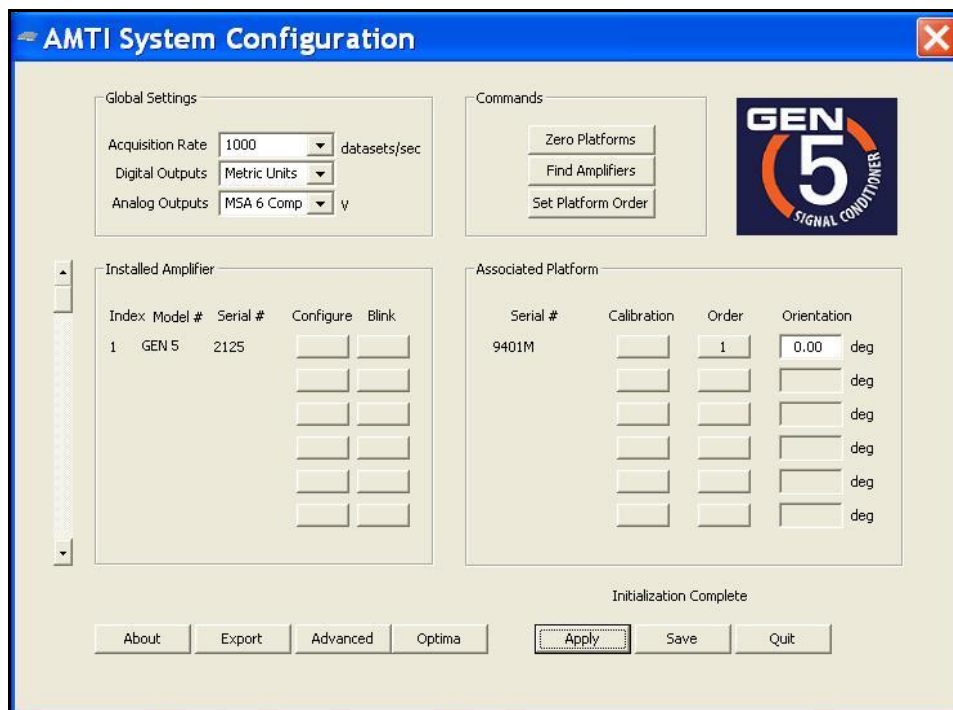 AMTI System Configuration
Global Settings
Acquisition Rate 1000 datasets/sec
Digital Outputs Metric Units
Analog Outputs MSA 6 Comp V
Commands
Zero Platforms
Find Amplifiers
Set Platform Order
GEN
5
SIGNAL CONDITIONER
Installed Amplifier
Index Model # Serial # Configure Blink
1 GEN 5 2125
Associated Platform
Serial # Calibration Order Orientation
9401M 1 0.00 deg
deg
deg
deg
deg
deg
Initialization Complete
About Export Advanced Optima Apply Save Quit